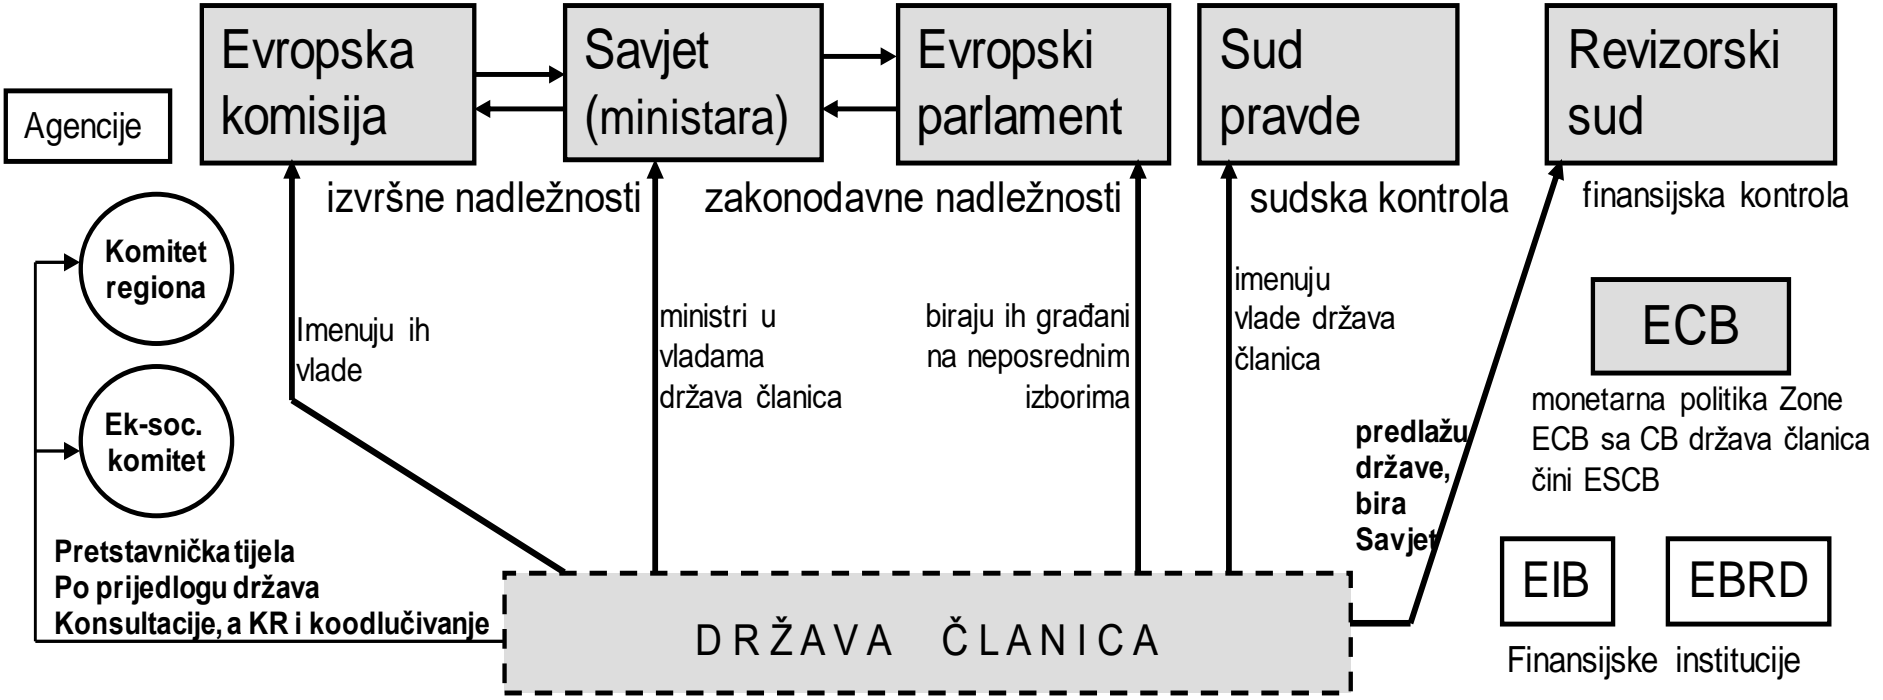 Agencije
Evropska
komisija
Savjet
(ministara)
Evropski
parlament
Sud
pravde
Revizorski
sud
izvršne nadležnosti
zakonodavne nadležnosti
sudska kontrola
finansijska kontrola
Komitet
regiona
Ek-soc.
komitet
Imenuju ih
vlade
ministri u
vladama
država članica
biraju ih građani
na neposrednim
izborima
imenuju
vlade država
članica
predlažu
države,
bira
Savjet
ECB
monetarna politika Zone
ECB sa CB država članica
čini ESCB
EIB
EBRD
Finansijske institucije
Pretstavnička tijela
Po prijedlogu država
Konsultacije, a KR i koodlučivanje
DRŽAVA ČLANICA